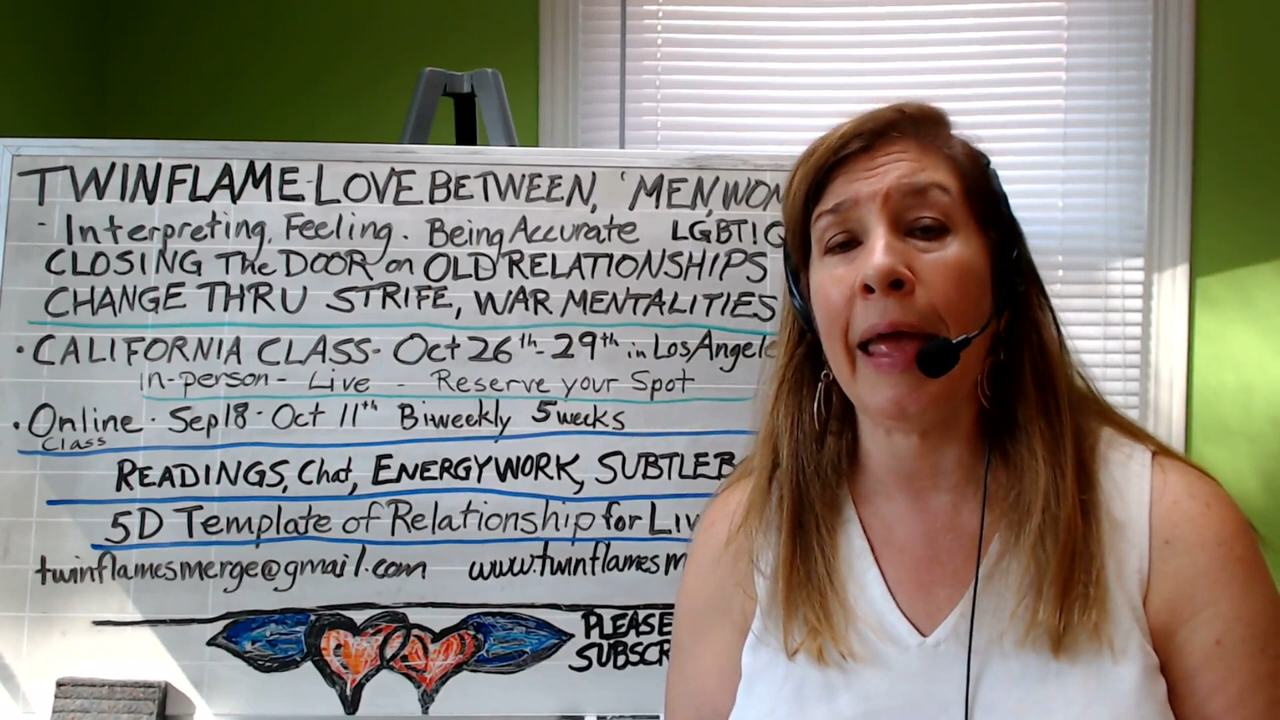 TWINFLAME-LOVE BETWEEN, 'MEN, WOM
- Interpreting, Feeling. Being Accurate LGBTIQ
CLOSING The DOOR on OLD RELATIONSHIPS
CHANGE THRU STRIFE, WAR MENTALITIES
• CALIFORNIA CLASS- Oct 26th-29th in Los Angele
in-person - Live - Reserve your Spot
• Online · Sep 18 - Oct 11th Biweekly 5 weeks
Class
READINGS, Chat, ENERGYWORK, SUBTLEB
5D Template of Relationship for Liv
twinflamesmerge@gmail.com www.twinflamesm
PLEASE
SUBSCR